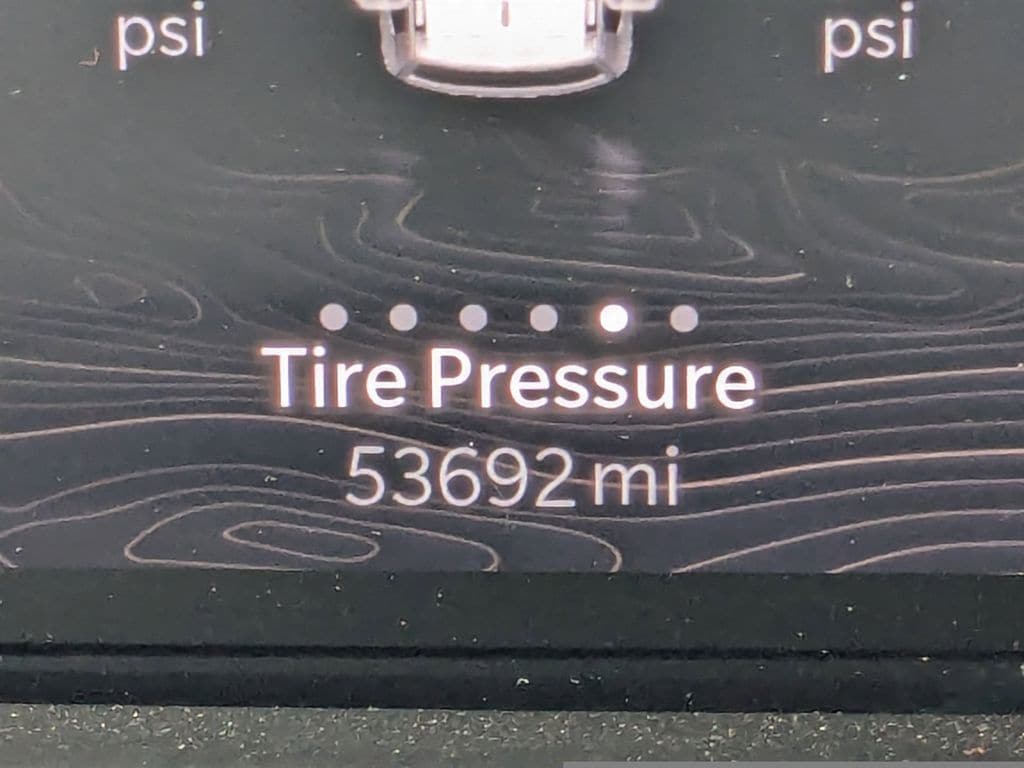 psi psi
Tire Pressure
53692 mi